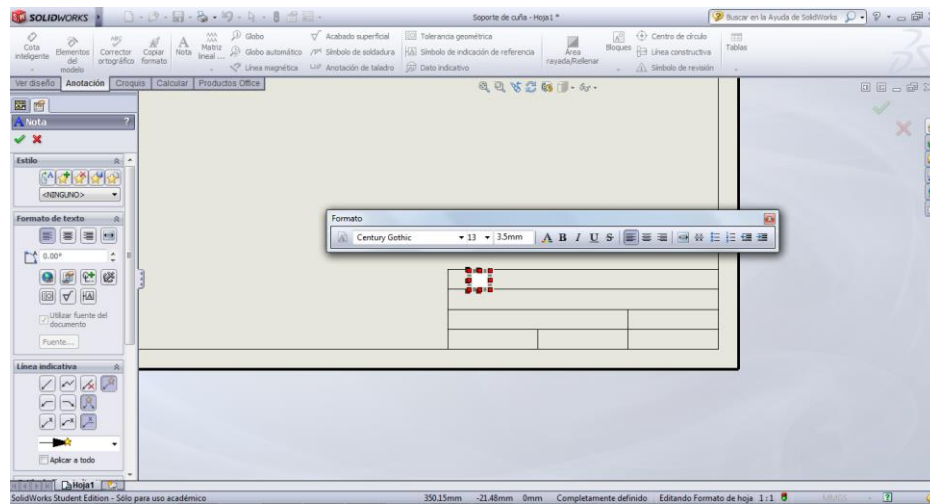 SOLIDWORKS
Soporte de cuña - Hoja1 *
Buscar en la Ayuda de SolidWorks
Cota inteligente
Elementos del modelo
Corrector ortográfico
Copiar formato
Nota
Matriz lineal ...
Globo
Globo automático
Línea magnética
Acabado superficial
Símbolo de soldadura
Anotación de taladro
Tolerancia geométrica
Símbolo de indicación de referencia
Dato indicativo
Área rayada/Rellenar
Bloques
Centro de círculo
Línea constructiva
Símbolo de revisión
Tablas
Ver diseño Anotación Croquis Calcular Productos Office
Nota ?
Estilo
<NINGUNO>
Formato de texto
0.00°
Utilizar fuente del documento
Fuente...
Línea indicativa
Aplicar a todo
Formato
Century Gothic 13 3.5mm A B I U S
Hoja1
SolidWorks Student Edition - Sólo para uso académico 350.15mm -21.48mm 0mm Completamente definido Editando Formato de hoja 1:1 MMGS ?